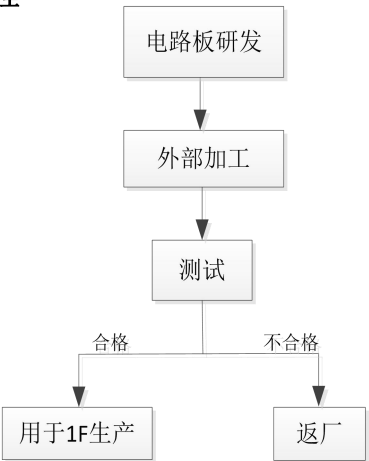 电路板研发
外部加工
测试
合格
不合格
用于1F生产
返厂